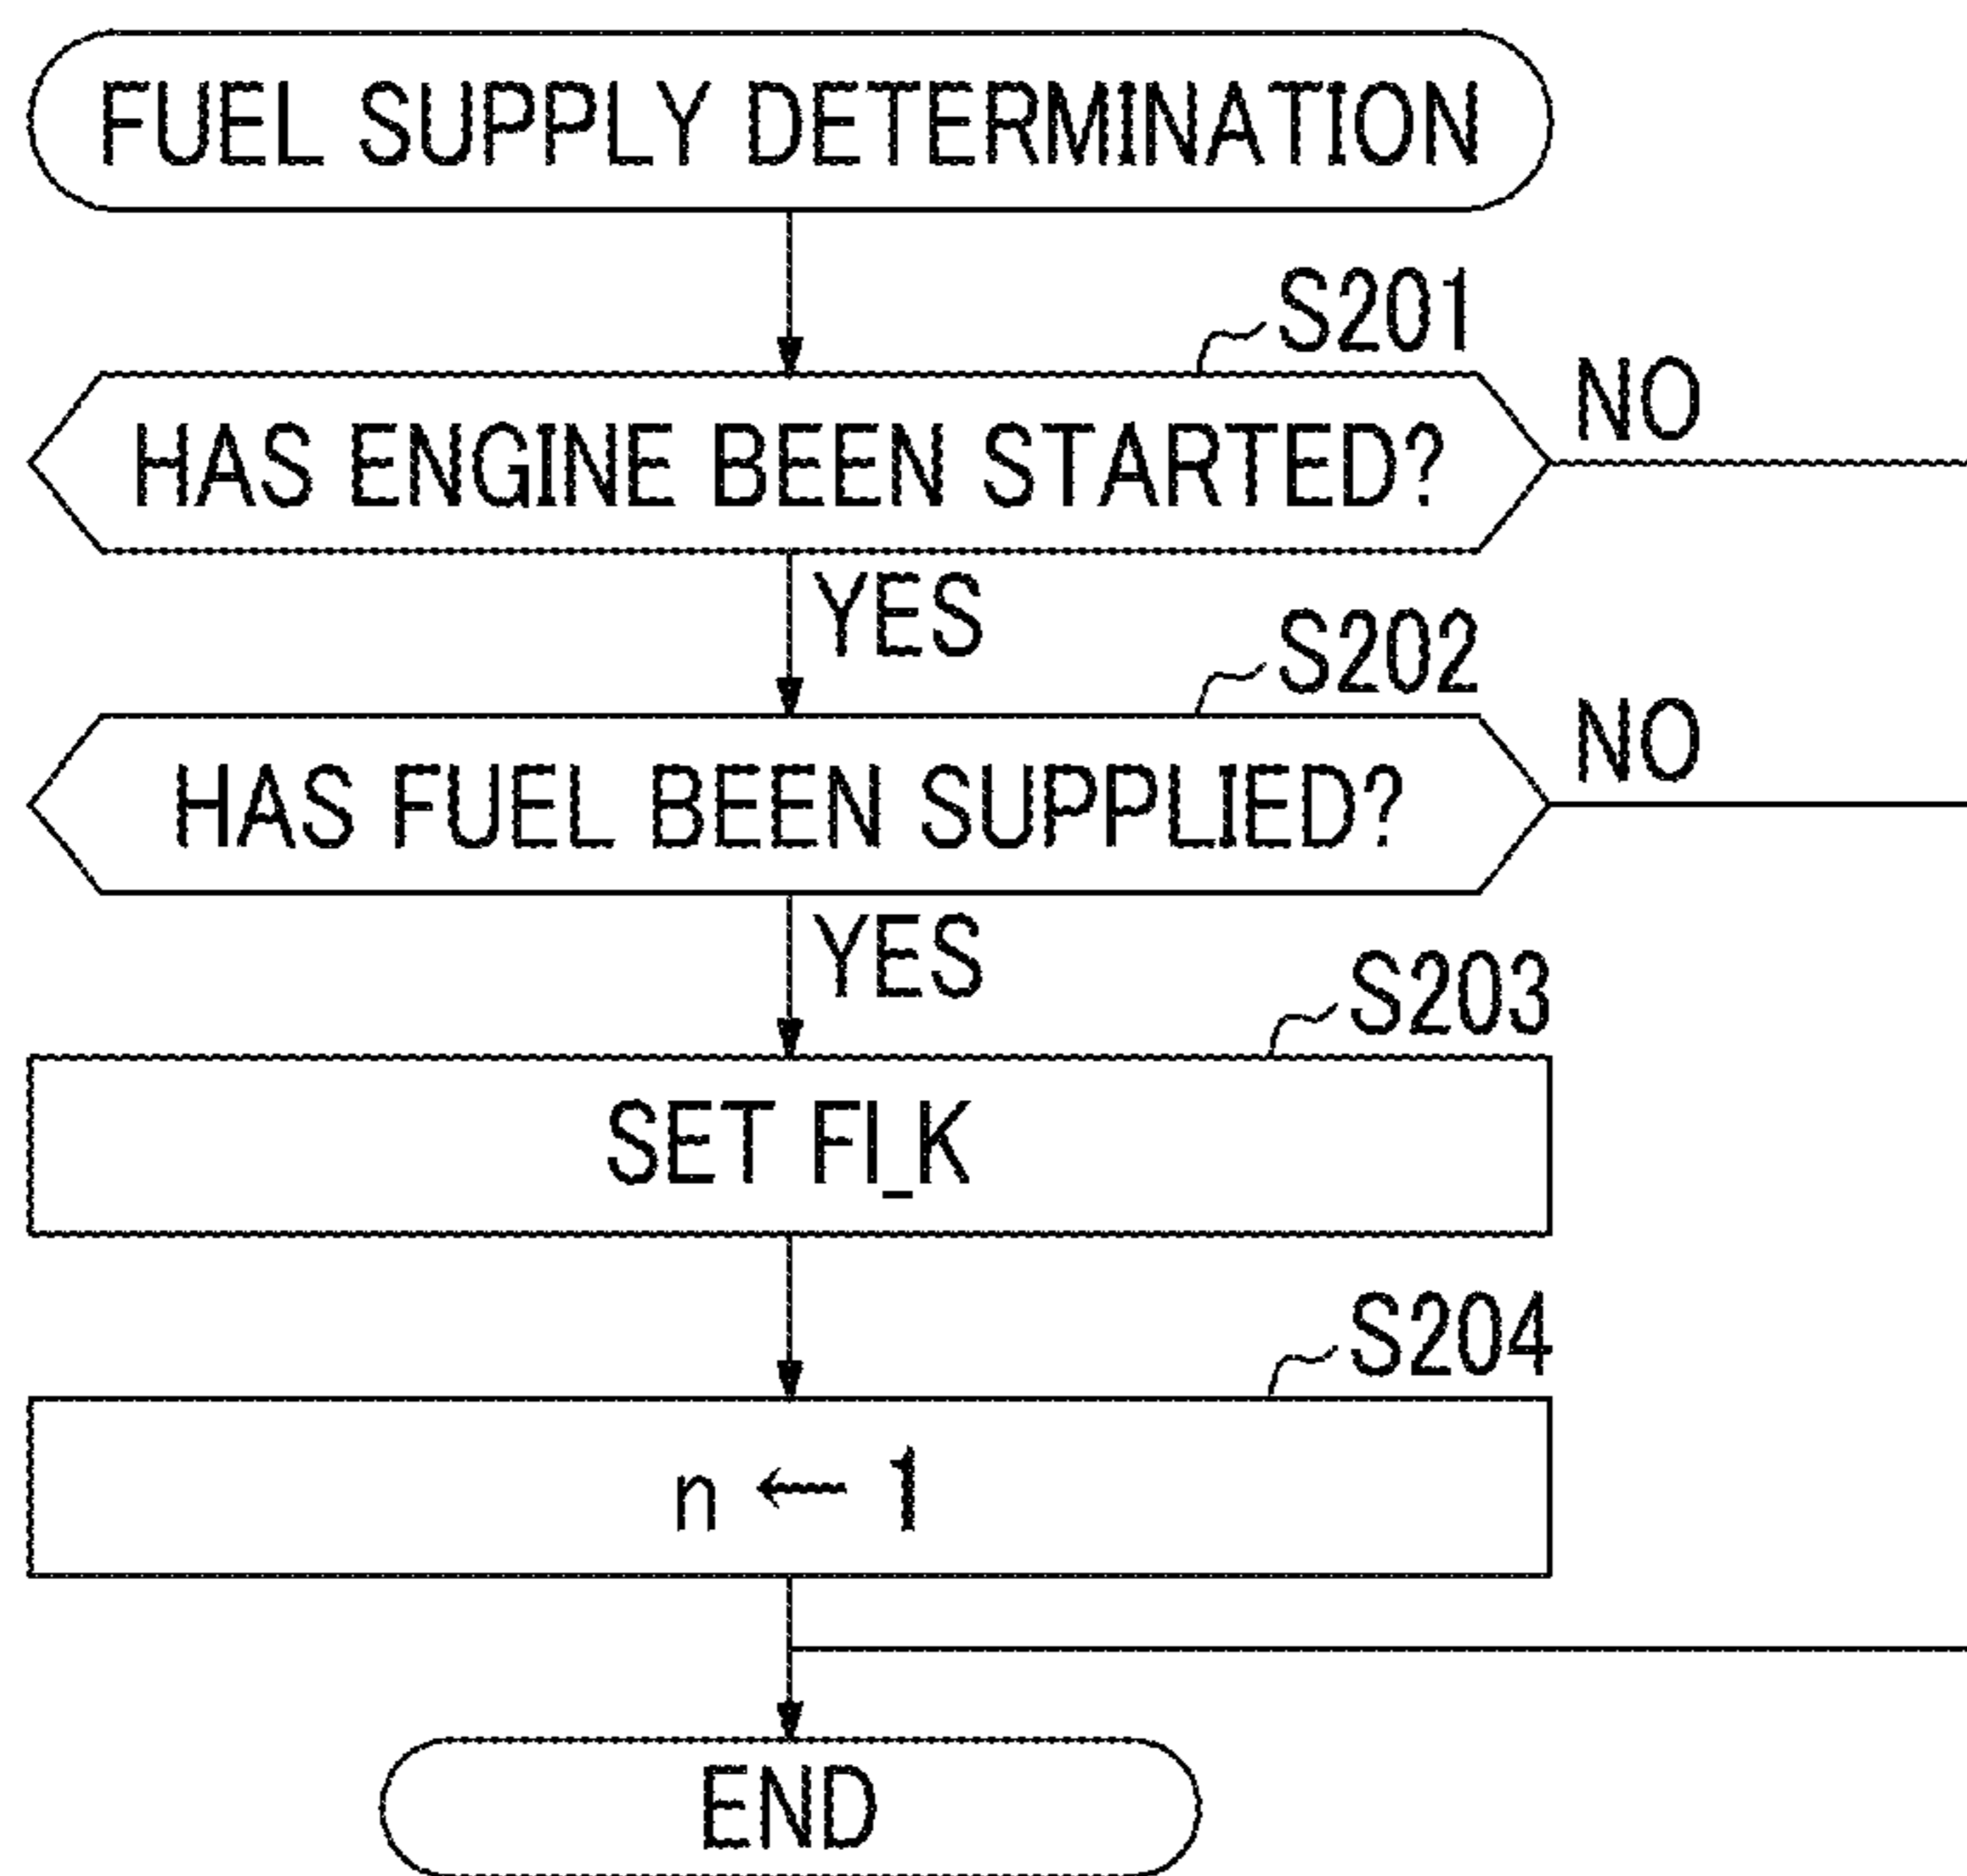 FUEL SUPPLY DETERMINATION
S201
HAS ENGINE BEEN STARTED?
NO
YES
S202
HAS FUEL BEEN SUPPLIED?
NO
YES
S203
SET FI_K
S204
n ← 1
END